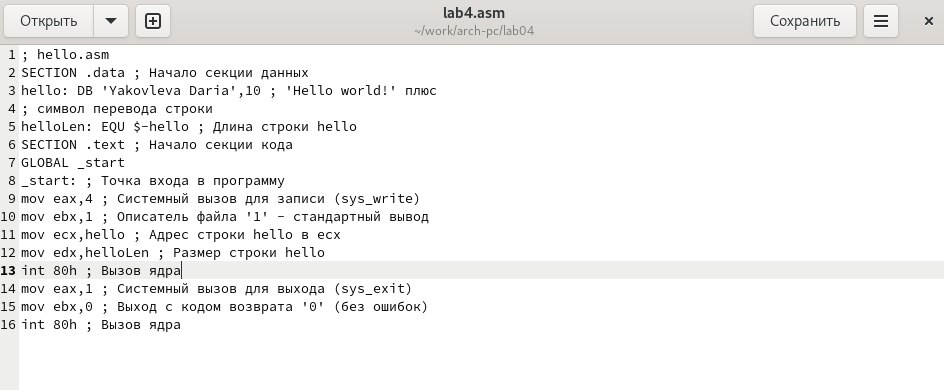 Открыть
lab4.asm
~/work/arch-pc/lab04
Сохранить
1 ; hello.asm
2 SECTION .data ; Начало секции данных
3 hello: DB 'Yakovleva Daria',10 ; 'Hello world!' плюс
4 ; символ перевода строки
5 helloLen: EQU $-hello ; Длина строки hello
6 SECTION .text ; Начало секции кода
7 GLOBAL _start
8 _start: ; Точка входа в программу
9 mov eax,4 ; Системный вызов для записи (sys_write)
10 mov ebx,1 ; Описатель файла '1' - стандартный вывод
11 mov ecx,hello ; Адрес строки hello в ecx
12 mov edx,helloLen ; Размер строки hello
13 int 80h ; Вызов ядра
14 mov eax,1 ; Системный вызов для выхода (sys_exit)
15 mov ebx,0 ; Выход с кодом возврата '0' (без ошибок)
16 int 80h ; Вызов ядра